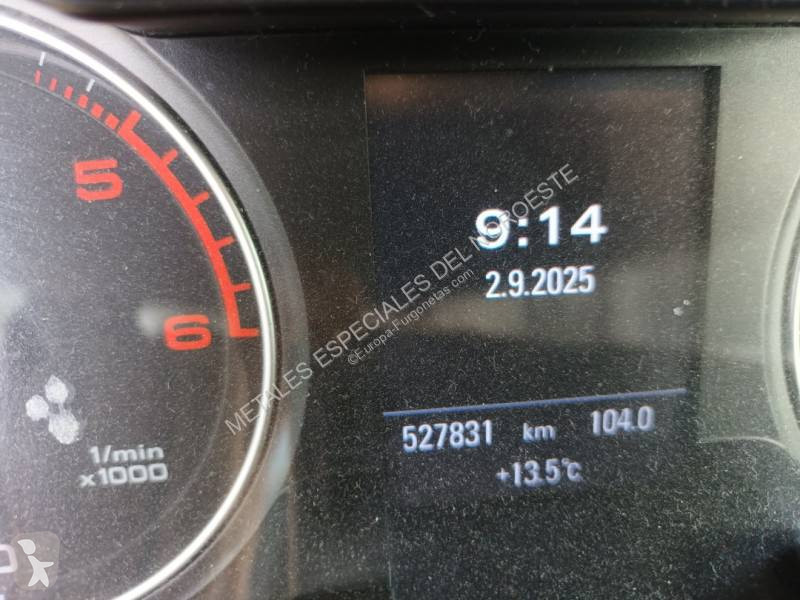 5
6
1/min
x1000
9:14
2.9.2025
527831 km 104.0
+13.5°C
METALES ESPECIALES DEL NOROESTE
©Europa-Furgonetas.com